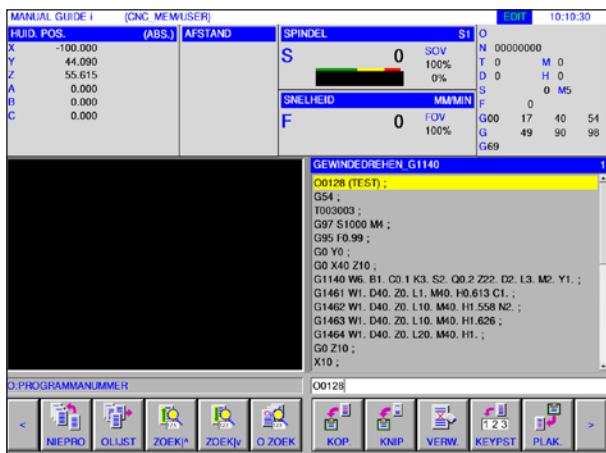 MANUAL GUIDE i (CNC_MEM/USER) EDIT 10:10:30
HUID. POS. (ABS.) AFSTAND SPINDEL S1 O
X -100.000
Y 44.090
Z 55.615
A 0.000
B 0.000
C 0.000
S 0 SOV
100%
0%
SNELHEID MM/MIN
F 0 FOV
100%
N 00000000
T 0 M 0
D 0 H 0
S 0 M5
F 0
G00 17 40 54
G 49 90 98
G69
GEWINDEDREHEN_G1140 1
O0128 (TEST) ;
G54 ;
T003003 ;
G97 S1000 M4 ;
G95 F0.99 ;
G0 Y0 ;
G0 X40 Z10 ;
G1140 W6. B1. C0.1 K3. S2. Q0.2 Z22. D2. L3. M2. Y1. ;
G1461 W1. D40. Z0. L1. M40. H0.613 C1. ;
G1462 W1. D40. Z0. L10. M40. H1.558 N2. ;
G1463 W1. D40. Z0. L10. M40. H1.626 ;
G1464 W1. D40. Z0. L20. M40. H1. ;
G0 Z10 ;
X10 ;
O:PROGRAMMANUMMER O0128
< NIEPRO OLIJST ZOEK|^ ZOEK|v O ZOEK KOP. KNIP VERW. KEYPST PLAK. >
1 2 3